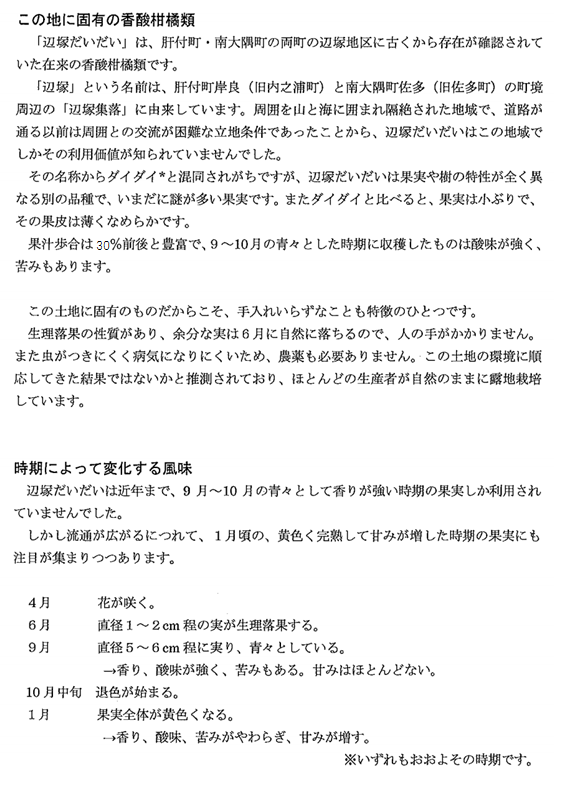 この地に固有の香酸柑橘類
「辺塚だいだい」は、肝付町・南大隅町の両町の辺塚地区に古くから存在が確認されて
いた在来の香酸柑橘類です。
「辺塚」という名前は、肝付町岸良（旧内之浦町）と南大隅町佐多（旧佐多町）の町境
周辺の「辺塚集落」に由来しています。周囲を山と海に囲まれ隔絶された地域で、道路が
通る以前は周囲との交流が困難な立地条件であったことから、辺塚だいだいはこの地域で
しかその利用価値が知られていませんでした。
その名称からダイダイ*と混同されがちですが、辺塚だいだいは果実や樹の特性が全く異
なる別の品種で、いまだに謎が多い果実です。またダイダイと比べると、果実は小ぶりで、
その果皮は薄くなめらかです。
果汁歩合は30%前後と豊富で、９～10月の青々とした時期に収穫したものは酸味が強く、
苦みもあります。
この土地に固有のものだからこそ、手入れいらずなことも特徴のひとつです。
生理落果の性質があり、余分な実は６月に自然に落ちるので、人の手がかかりません。
また虫がつきにくく病気になりにくいため、農薬も必要ありません。この土地の環境に順
応してきた結果ではないかと推測されており、ほとんどの生産者が自然のままに露地栽培
しています。
時期によって変化する風味
辺塚だいだいは近年まで、9 月～10 月の青々として香りが強い時期の果実しか利用され
ていませんでした。
しかし流通が広がるにつれて、１月頃の、黄色く完熟して甘みが増した時期の果実にも
注目が集まりつつあります。
４月 花が咲く。
６月 直径１～２cm 程の実が生理落果する。
９月 直径５～６cm 程に実り、青々としている。
→香り、酸味が強く、苦みもある。甘みはほとんどない。
10 月中旬 退色が始まる。
１月 果実全体が黄色くなる。
→香り、酸味、苦みがやわらぎ、甘みが増す。
※いずれもおおよその時期です。